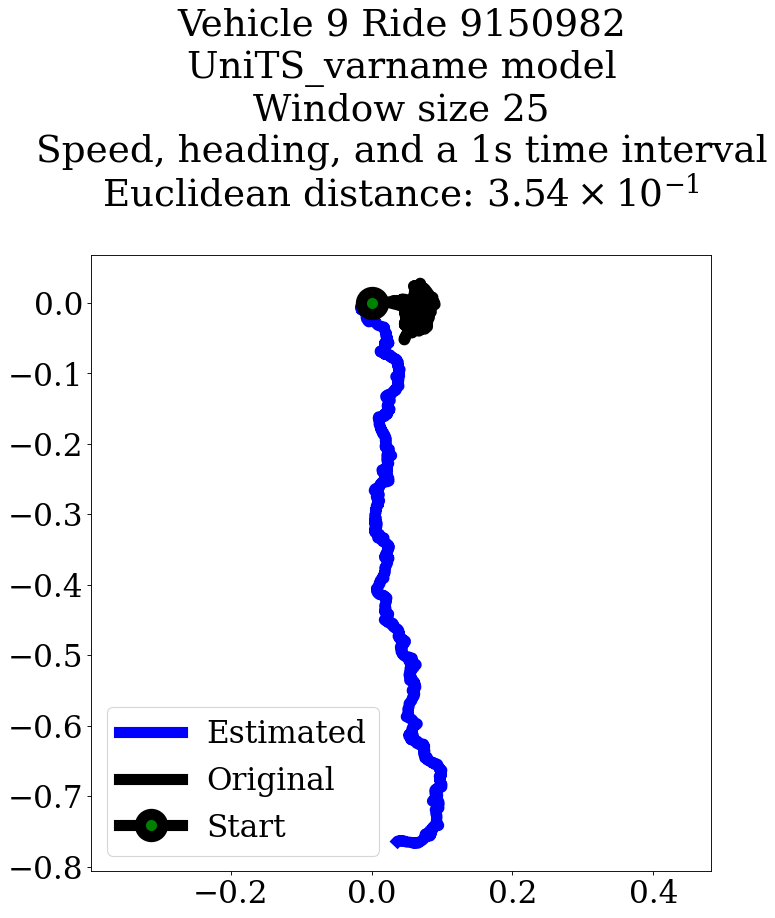 Vehicle 9 Ride 9150982
UniTS_varname model
Window size 25
Speed, heading, and a 1s time interval
Euclidean distance: 3.54 × 10⁻¹
0.0
−0.1
−0.2
−0.3
−0.4
−0.5
−0.6
−0.7
−0.8
Estimated
Original
Start
−0.2 0.0 0.2 0.4